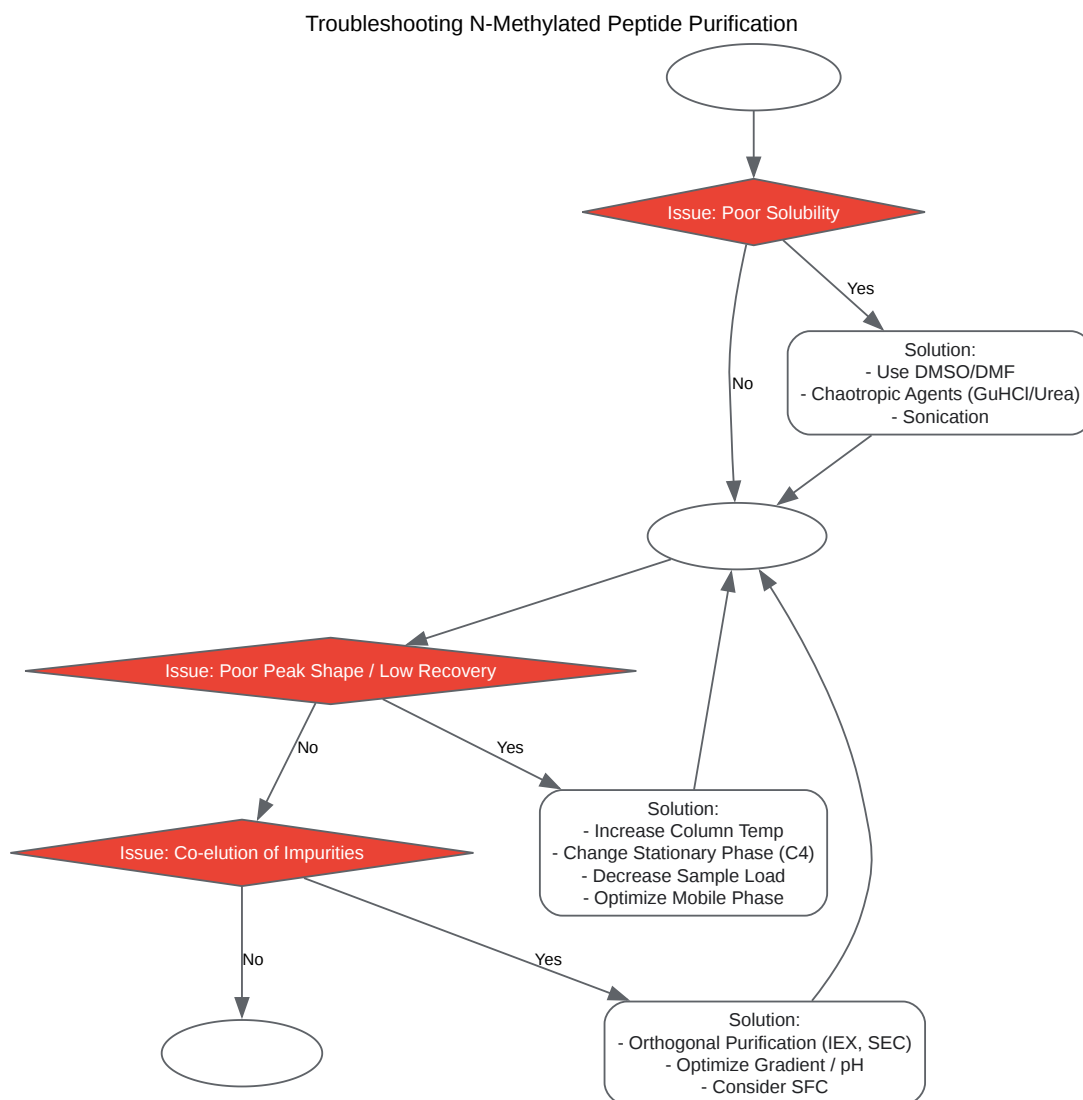 Troubleshooting N-Methylated Peptide Purification
Issue: Poor Solubility
Yes
No
Solution:
- Use DMSO/DMF
- Chaotropic Agents (GuHCl/Urea)
- Sonication
Issue: Poor Peak Shape / Low Recovery
No
Yes
Solution:
- Increase Column Temp
- Change Stationary Phase (C4)
- Decrease Sample Load
- Optimize Mobile Phase
Issue: Co-elution of Impurities
No
Yes
Solution:
- Orthogonal Purification (IEX, SEC)
- Optimize Gradient / pH
- Consider SFC